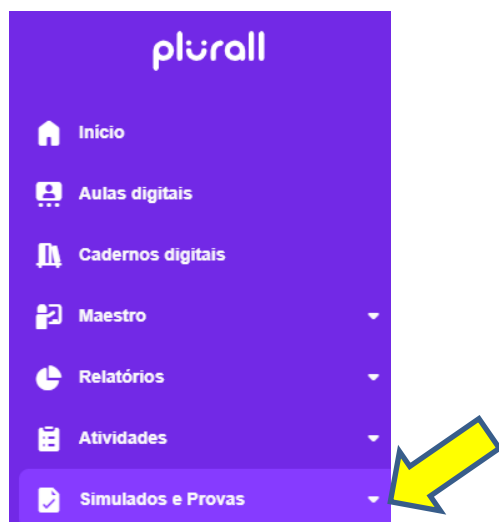 plurall
Início
Aulas digitais
Cadernos digitais
Maestro
Relatórios
Atividades
Simulados e Provas